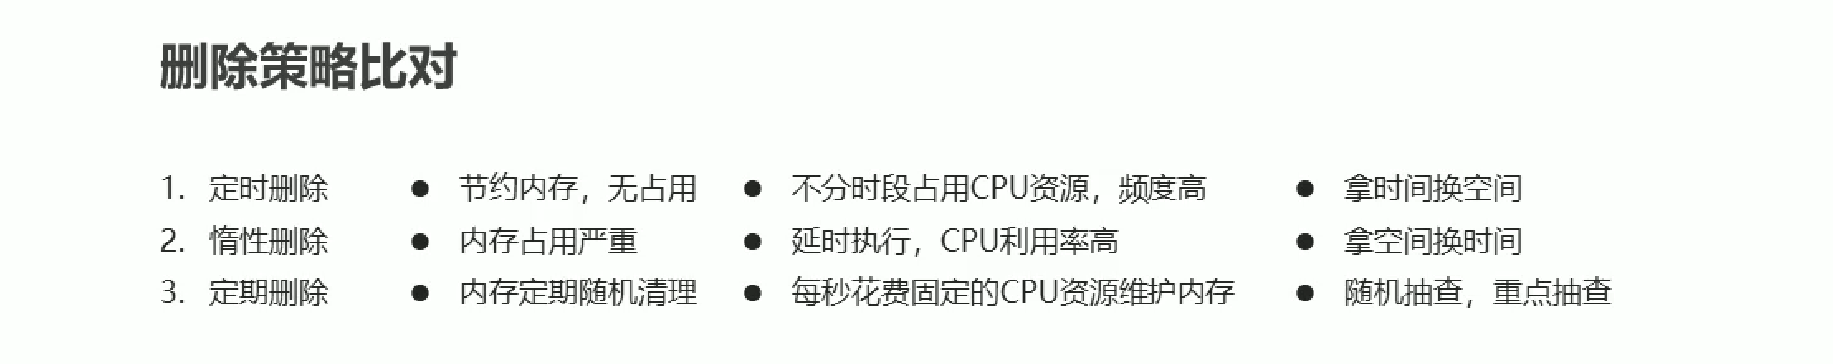 删除策略比对
1. 定时删除 ● 节约内存，无占用 ● 不分时段占用CPU资源，频度高 ● 拿时间换空间
2. 惰性删除 ● 内存占用严重 ● 延时执行，CPU利用率高 ● 拿空间换时间
3. 定期删除 ● 内存定期随机清理 ● 每秒花费固定的CPU资源维护内存 ● 随机抽查，重点抽查